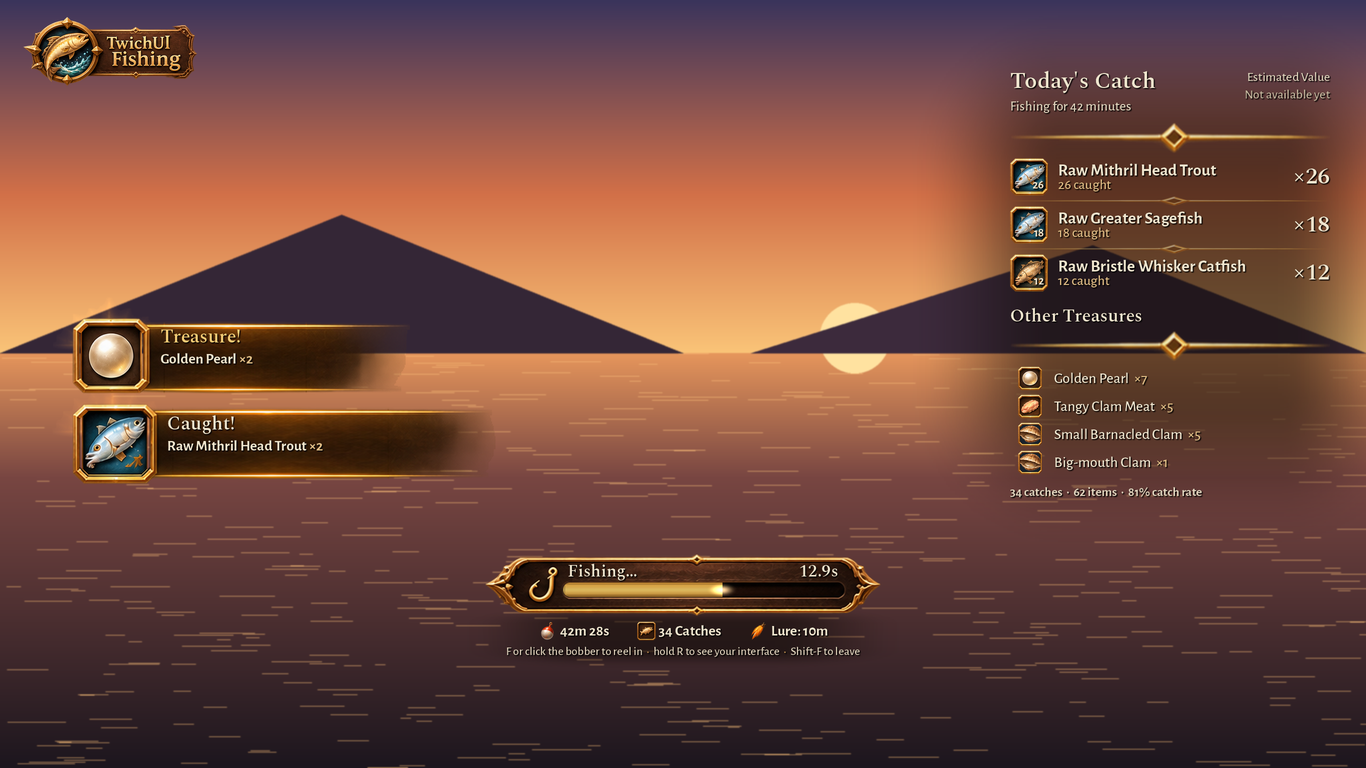 TwichUI
Fishing
Today's Catch
Estimated Value
Fishing for 42 minutes
Not available yet
26
Raw Mithril Head Trout
26 caught
×26
18
Raw Greater Sagefish
18 caught
×18
12
Raw Bristle Whisker Catfish
12 caught
×12
Other Treasures
Golden Pearl ×7
Tangy Clam Meat ×5
Small Barnacled Clam ×5
Big-mouth Clam ×1
34 catches · 62 items · 81% catch rate
Treasure!
Golden Pearl ×2
Caught!
Raw Mithril Head Trout ×2
Fishing... 12.9s
42m 28s 34 Catches Lure: 10m
F or click the bobber to reel in · hold R to see your interface · Shift-F to leave